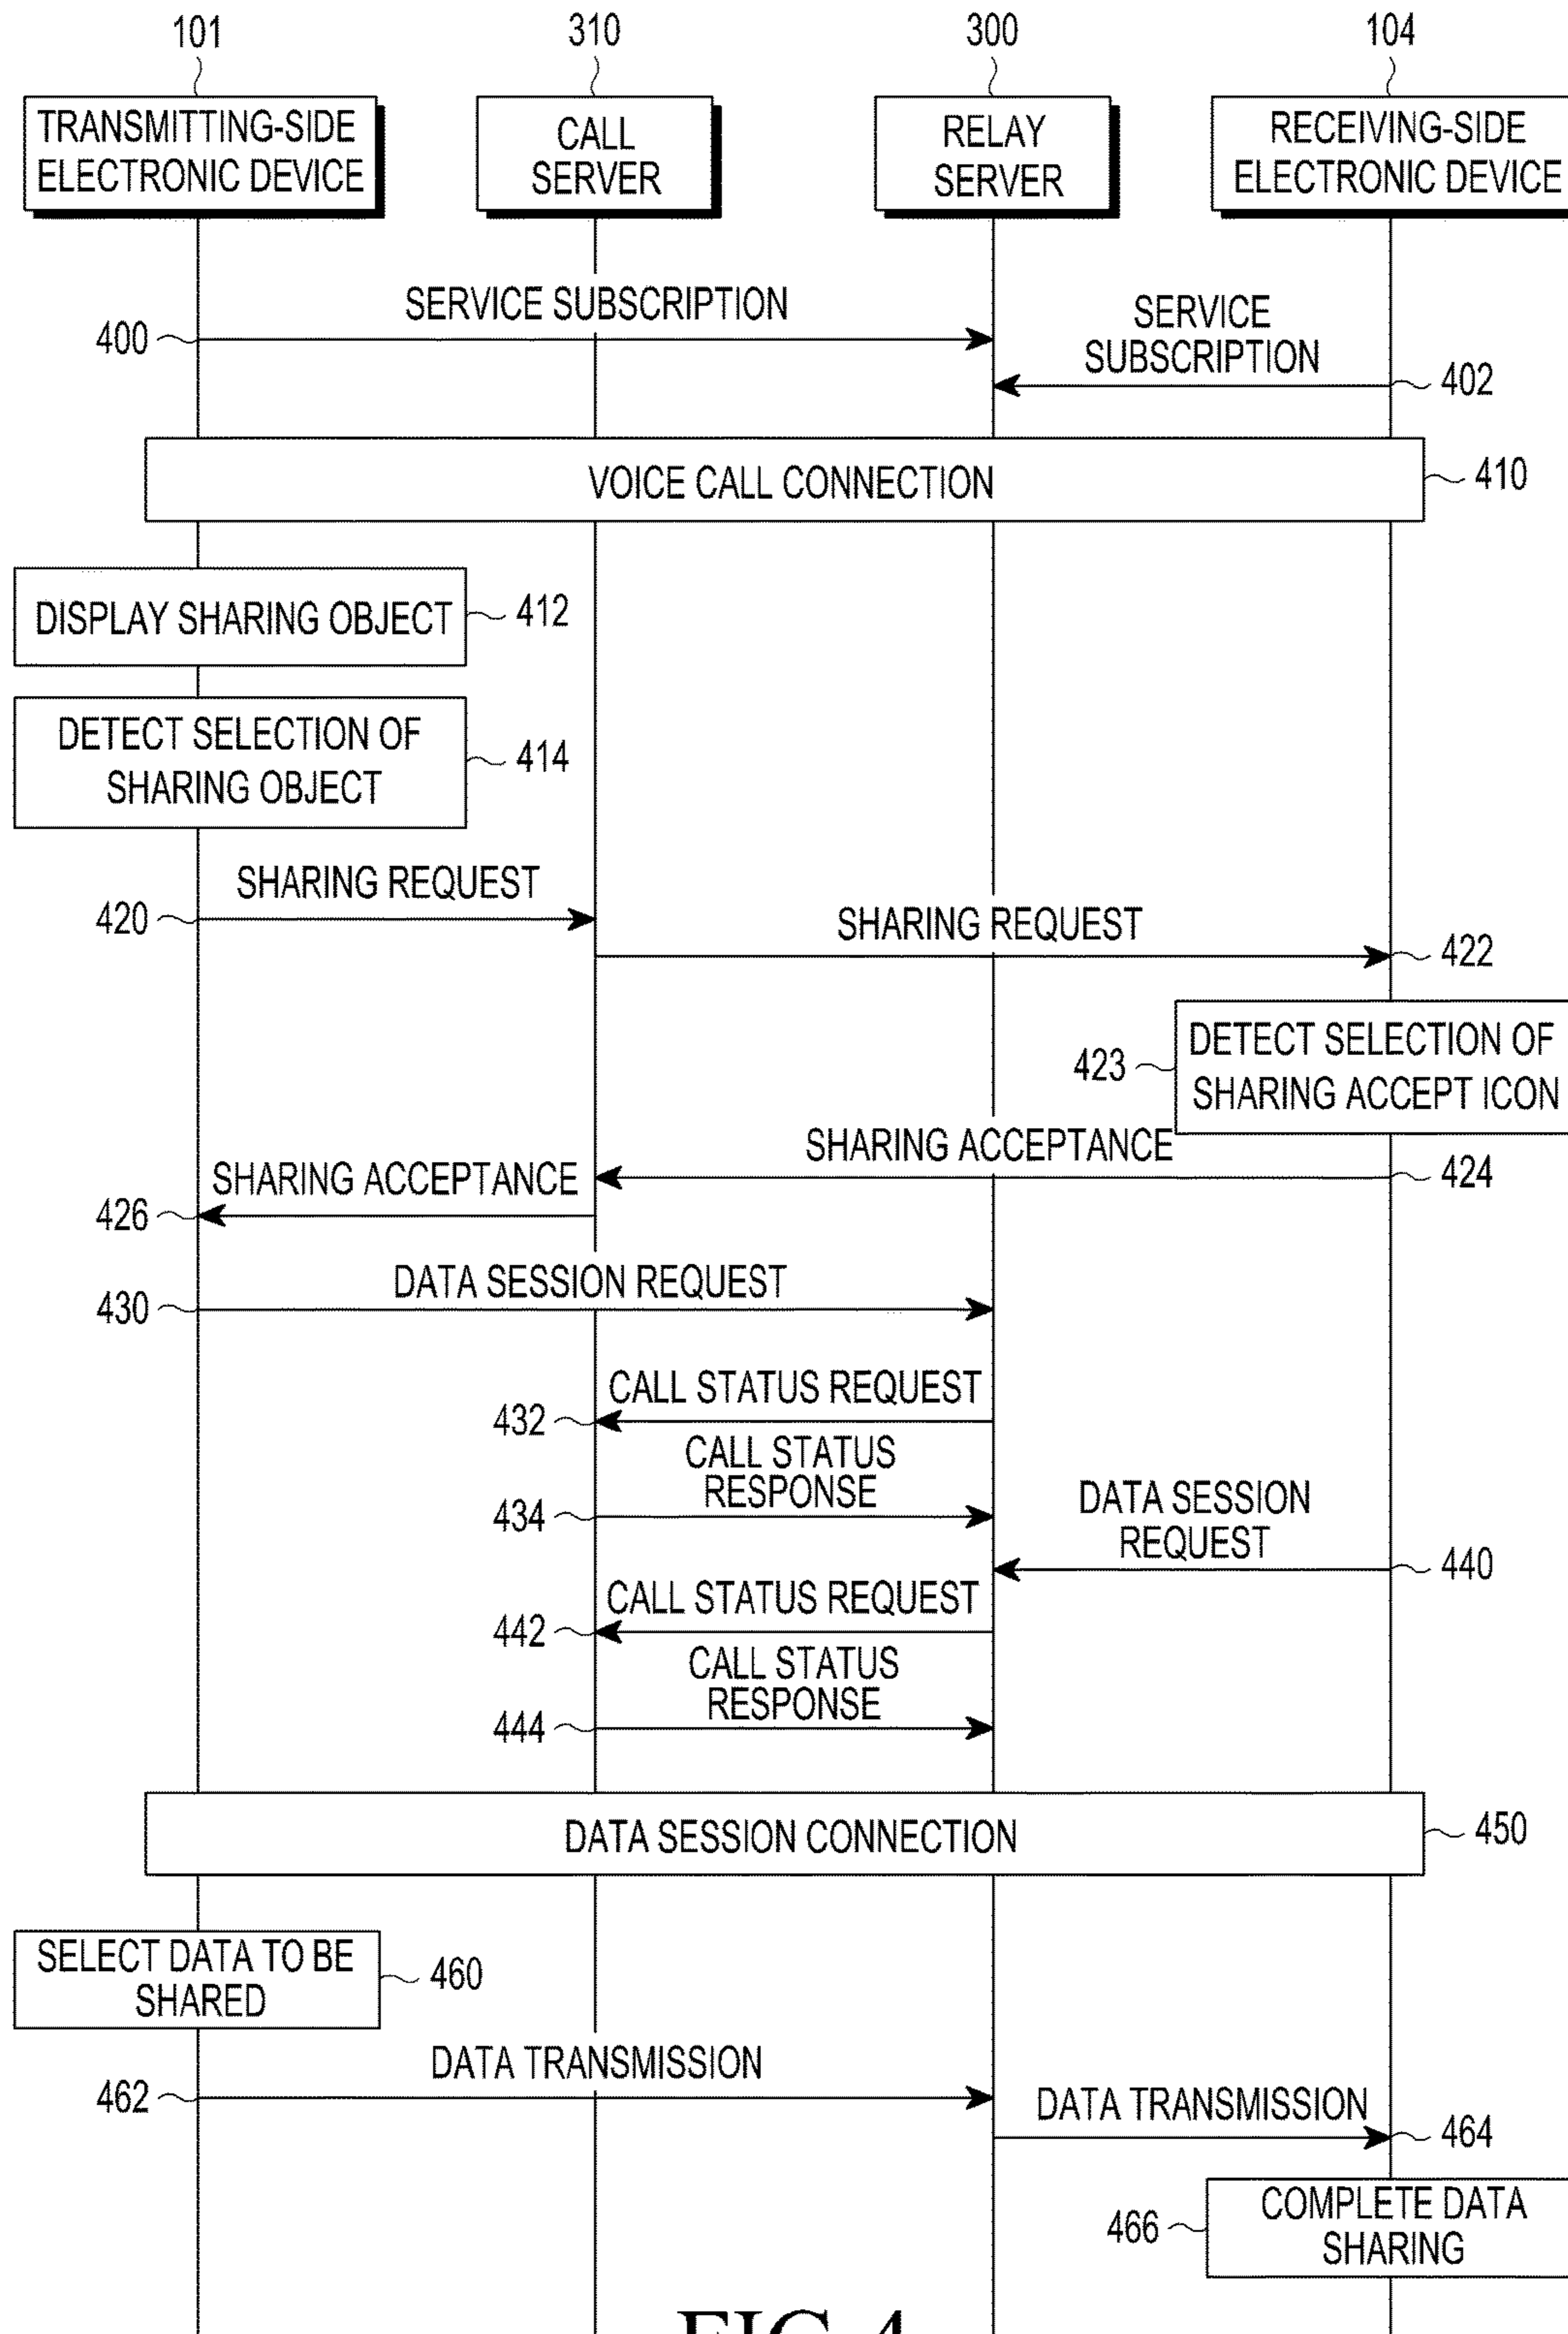 101
310
300
104
TRANSMITTING-SIDE
ELECTRONIC DEVICE
CALL
SERVER
RELAY
SERVER
RECEIVING-SIDE
ELECTRONIC DEVICE
SERVICE SUBSCRIPTION
400
SERVICE
SUBSCRIPTION
402
VOICE CALL CONNECTION
410
DISPLAY SHARING OBJECT
412
DETECT SELECTION OF
SHARING OBJECT
414
SHARING REQUEST
420
SHARING REQUEST
422
DETECT SELECTION OF
SHARING ACCEPT ICON
423
SHARING ACCEPTANCE
424
SHARING ACCEPTANCE
426
DATA SESSION REQUEST
430
CALL STATUS REQUEST
432
CALL STATUS
RESPONSE
434
DATA SESSION
REQUEST
440
CALL STATUS REQUEST
442
CALL STATUS
RESPONSE
444
DATA SESSION CONNECTION
450
SELECT DATA TO BE
SHARED
460
DATA TRANSMISSION
462
DATA TRANSMISSION
464
COMPLETE DATA
SHARING
466
FIG.4